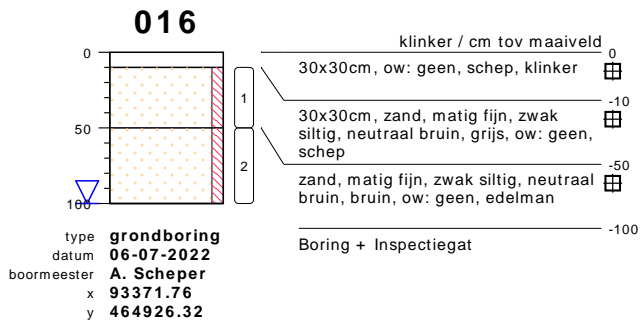 016
klinker / cm tov maaiveld
0
0
30x30cm, ow: geen, schep, klinker
-10
30x30cm, zand, matig fijn, zwak
siltig, neutraal bruin, grijs, ow: geen,
schep
1
50
-50
zand, matig fijn, zwak siltig, neutraal
bruin, bruin, ow: geen, edelman
2
100
-100
Boring + Inspectiegat
type grondboring
datum 06-07-2022
boormeester A. Scheper
x 93371.76
y 464926.32